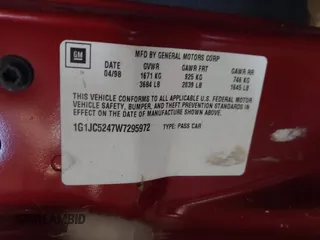 GM
MFD BY GENERAL MOTORS CORP
DATE GVWR GAWR FRT GAWR RR
04/98 1671 KG 925 KG 746 KG
3684 LB 2039 LB 1645 LB
THIS VEHICLE CONFORMS TO ALL APPLICABLE U.S. FEDERAL MOTOR
VEHICLE SAFETY, BUMPER, AND THEFT PREVENTION STANDARDS
IN EFFECT ON THE DATE OF MANUFACTURE SHOWN ABOVE.
1G1JC5247W7295972 TYPE: PASS CAR